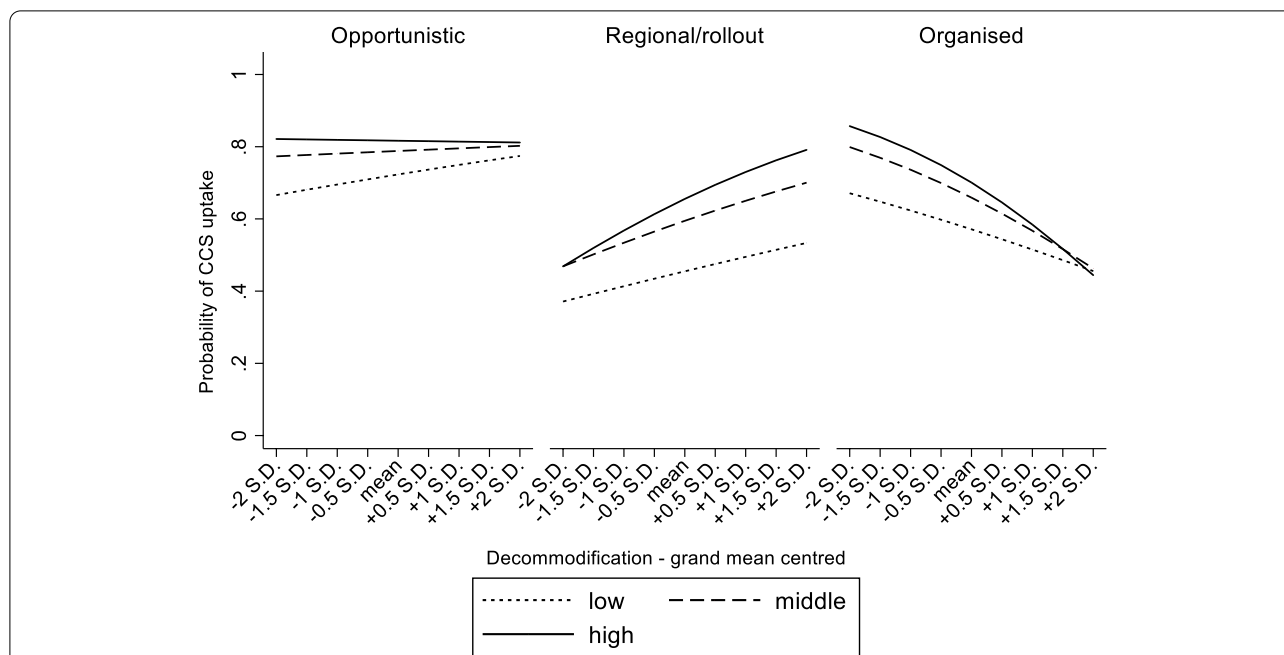 Opportunistic
Regional/rollout
Organised
Probability of CCS uptake
1
.8
.6
.4
.2
0
-2 S.D.
-1.5 S.D.
-1 S.D.
-0.5 S.D.
mean
+0.5 S.D.
+1 S.D.
+1.5 S.D.
+2 S.D.
-2 S.D.
-1.5 S.D.
-1 S.D.
-0.5 S.D.
mean
+0.5 S.D.
+1 S.D.
+1.5 S.D.
+2 S.D.
-2 S.D.
-1.5 S.D.
-1 S.D.
-0.5 S.D.
mean
+0.5 S.D.
+1 S.D.
+1.5 S.D.
+2 S.D.
Decommodification - grand mean centred
low
middle
high